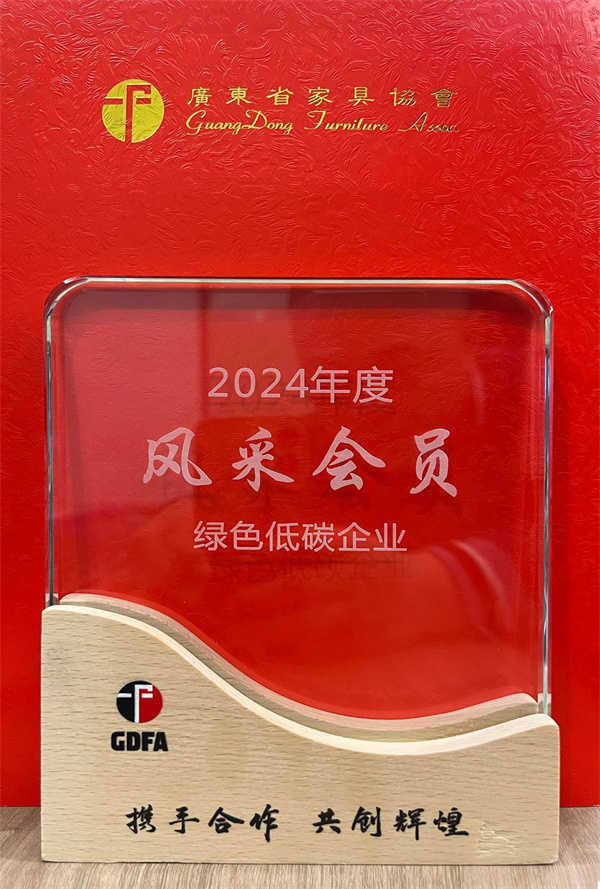 廣東省家具協會
GuangDong Furniture Assoc.
2024年度
风采会员
绿色低碳企业
GDFA
携手合作 共创辉煌